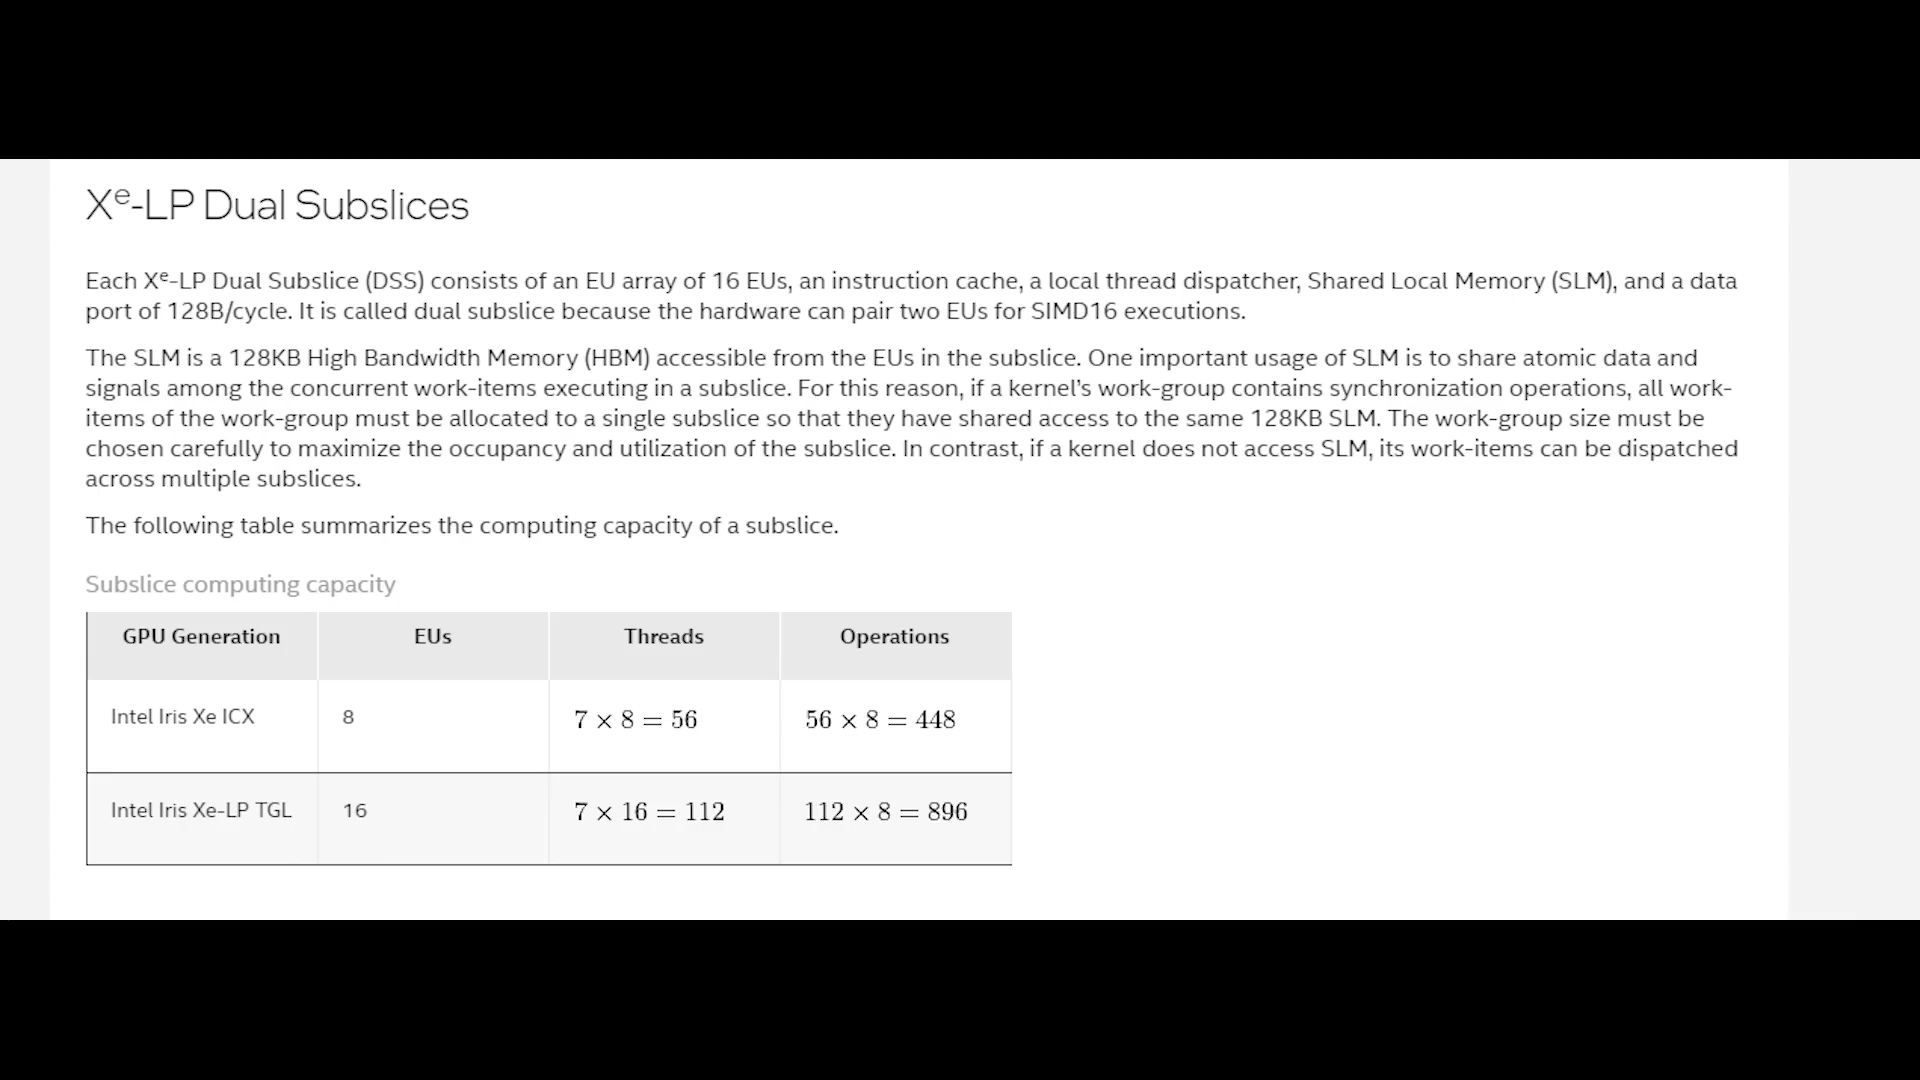 Xᵉ-LP Dual Subslices
Each Xᵉ-LP Dual Subslice (DSS) consists of an EU array of 16 EUs, an instruction cache, a local thread dispatcher, Shared Local Memory (SLM), and a data
port of 128B/cycle. It is called dual subslice because the hardware can pair two EUs for SIMD16 executions.
The SLM is a 128KB High Bandwidth Memory (HBM) accessible from the EUs in the subslice. One important usage of SLM is to share atomic data and
signals among the concurrent work-items executing in a subslice. For this reason, if a kernel’s work-group contains synchronization operations, all work-
items of the work-group must be allocated to a single subslice so that they have shared access to the same 128KB SLM. The work-group size must be
chosen carefully to maximize the occupancy and utilization of the subslice. In contrast, if a kernel does not access SLM, its work-items can be dispatched
across multiple subslices.
The following table summarizes the computing capacity of a subslice.
Subslice computing capacity
GPU Generation EUs Threads Operations
Intel Iris Xe ICX 8 7 × 8 = 56 56 × 8 = 448
Intel Iris Xe-LP TGL 16 7 × 16 = 112 112 × 8 = 896